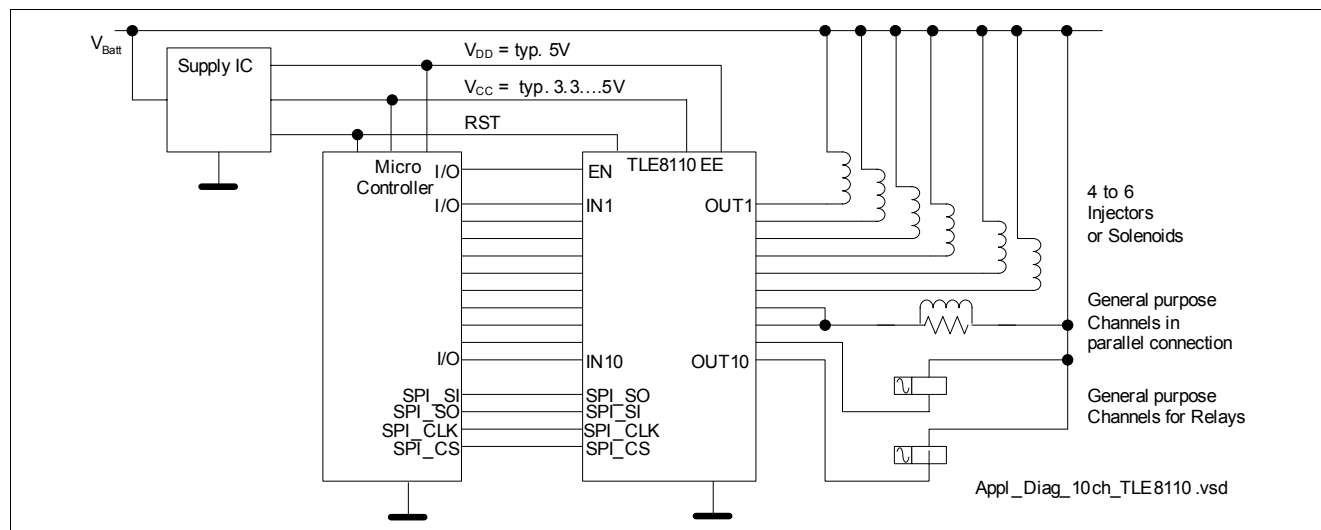 V_Batt
Supply IC
V_DD = typ. 5V
V_CC = typ. 3.3....5V
RST
Micro
Controller
I/O
I/O
I/O
SPI_SI
SPI_SO
SPI_CLK
SPI_CS
TLE8110 EE
EN
IN1
IN10
SPI_SO
SPI_SI
SPI_CLK
SPI_CS
OUT1
OUT10
4 to 6
Injectors
or Solenoids
General purpose
Channels in
parallel connection
General purpose
Channels for Relays
Appl_Diag_10ch_TLE8110.vsd